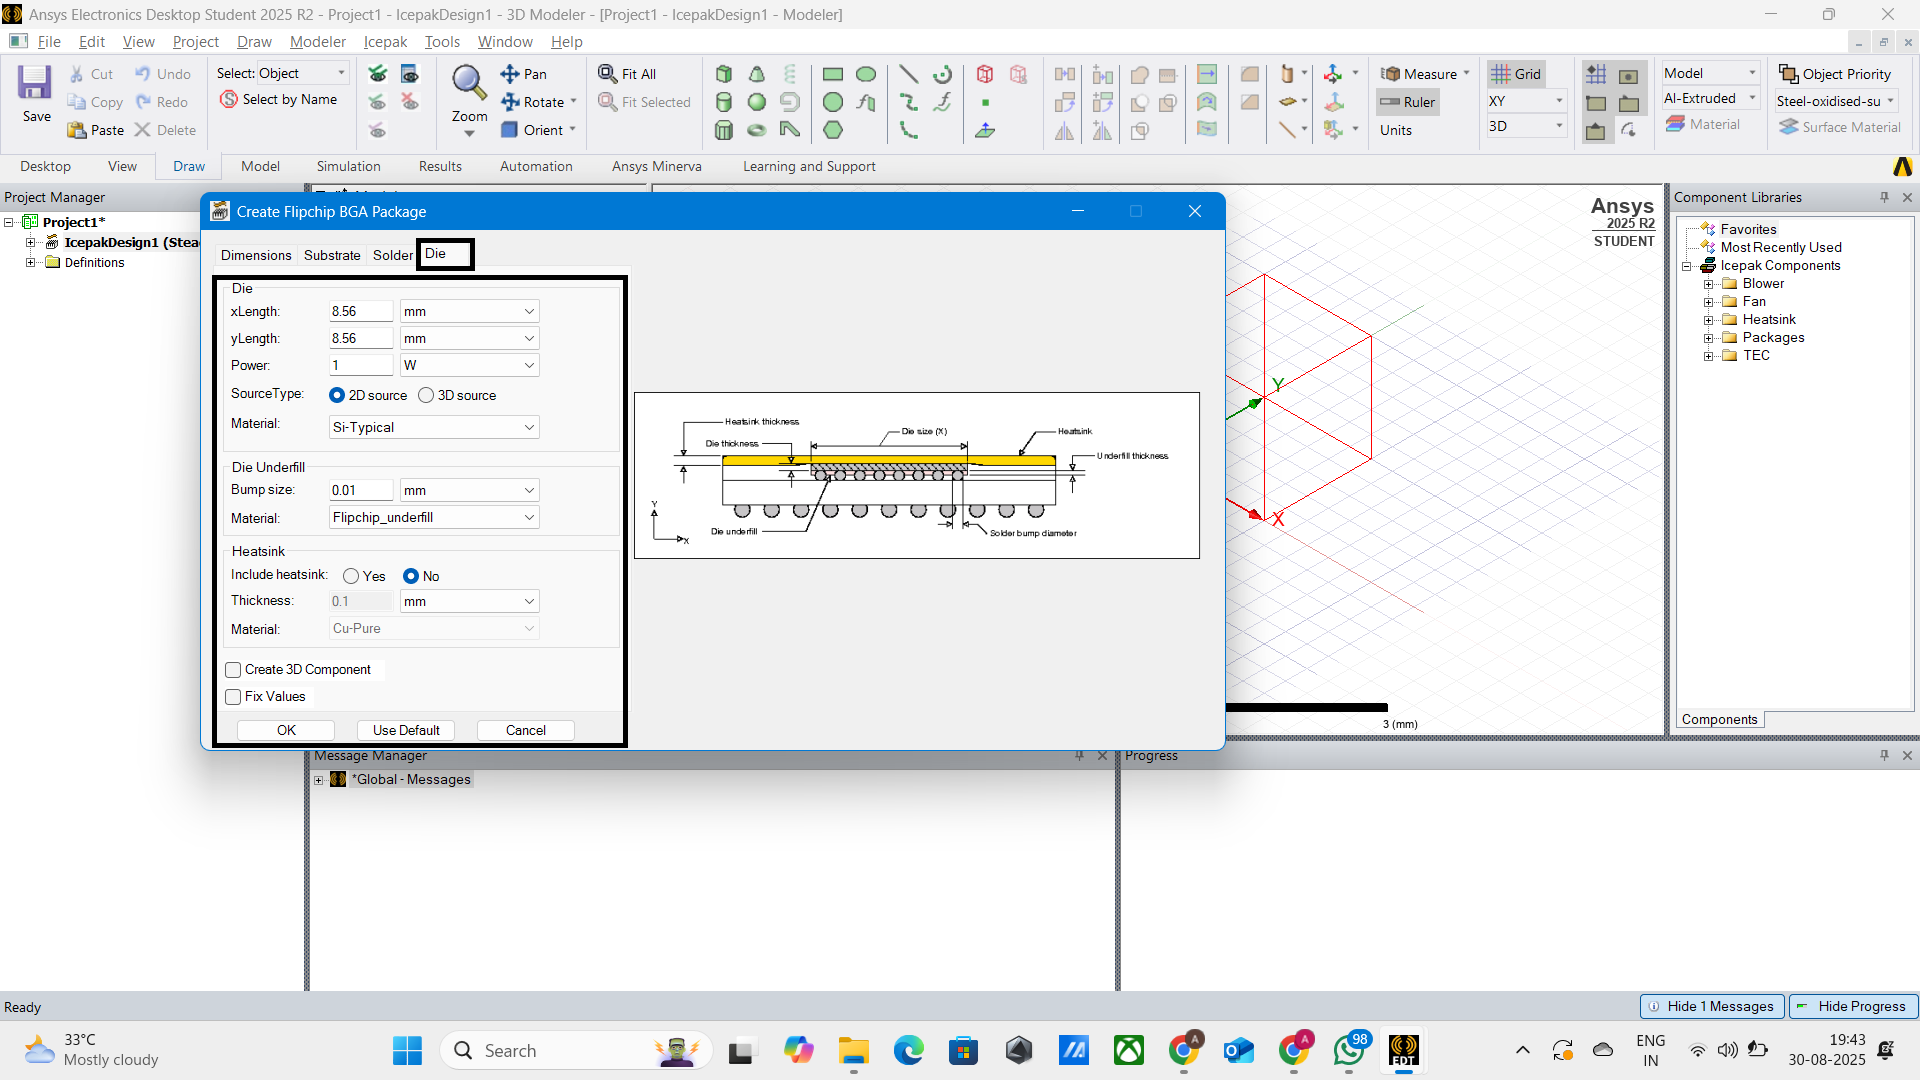 Ansys Electronics Desktop Student 2025 R2 - Project1 - IcepakDesign1 - 3D Modeler - [Project1 - IcepakDesign1 - Modeler]
File Edit View Project Draw Modeler Icepak Tools Window Help
Save
Cut
Copy
Paste
Undo
Redo
Delete
Select: Object
Select by Name
Zoom
Pan
Rotate
Orient
Fit All
Fit Selected
Measure
Ruler
Units
Grid
XY
3D
Model
Al-Extruded
Material
Object Priority
Steel-oxidised-su
Surface Material
Desktop View Draw Model Simulation Results Automation Ansys Minerva Learning and Support
Project Manager
Project1*
IcepakDesign1 (Stea
Definitions
Create Flipchip BGA Package
Dimensions Substrate Solder Die
Die
xLength: 8.56 mm
yLength: 8.56 mm
Power: 1 W
SourceType: 2D source 3D source
Material: Si-Typical
Die Underfill
Bump size: 0.01 mm
Material: Flipchip_underfill
Heatsink
Include heatsink: Yes No
Thickness: 0.1 mm
Material: Cu-Pure
Create 3D Component
Fix Values
OK Use Default Cancel
Heatsink thickness
Die thickness
Die size (X)
Heatsink
Underfill thickness
Y
X
Die underfill
Solder bump diameter
Ansys
2025 R2
STUDENT
Y
X
3 (mm)
Component Libraries
Favorites
Most Recently Used
Icepak Components
Blower
Fan
Heatsink
Packages
TEC
Components
Message Manager
*Global - Messages
Progress
Ready
Hide 1 Messages Hide Progress
33°C
Mostly cloudy
Search
A
A
98
EDT
ENG
IN
19:43
30-08-2025